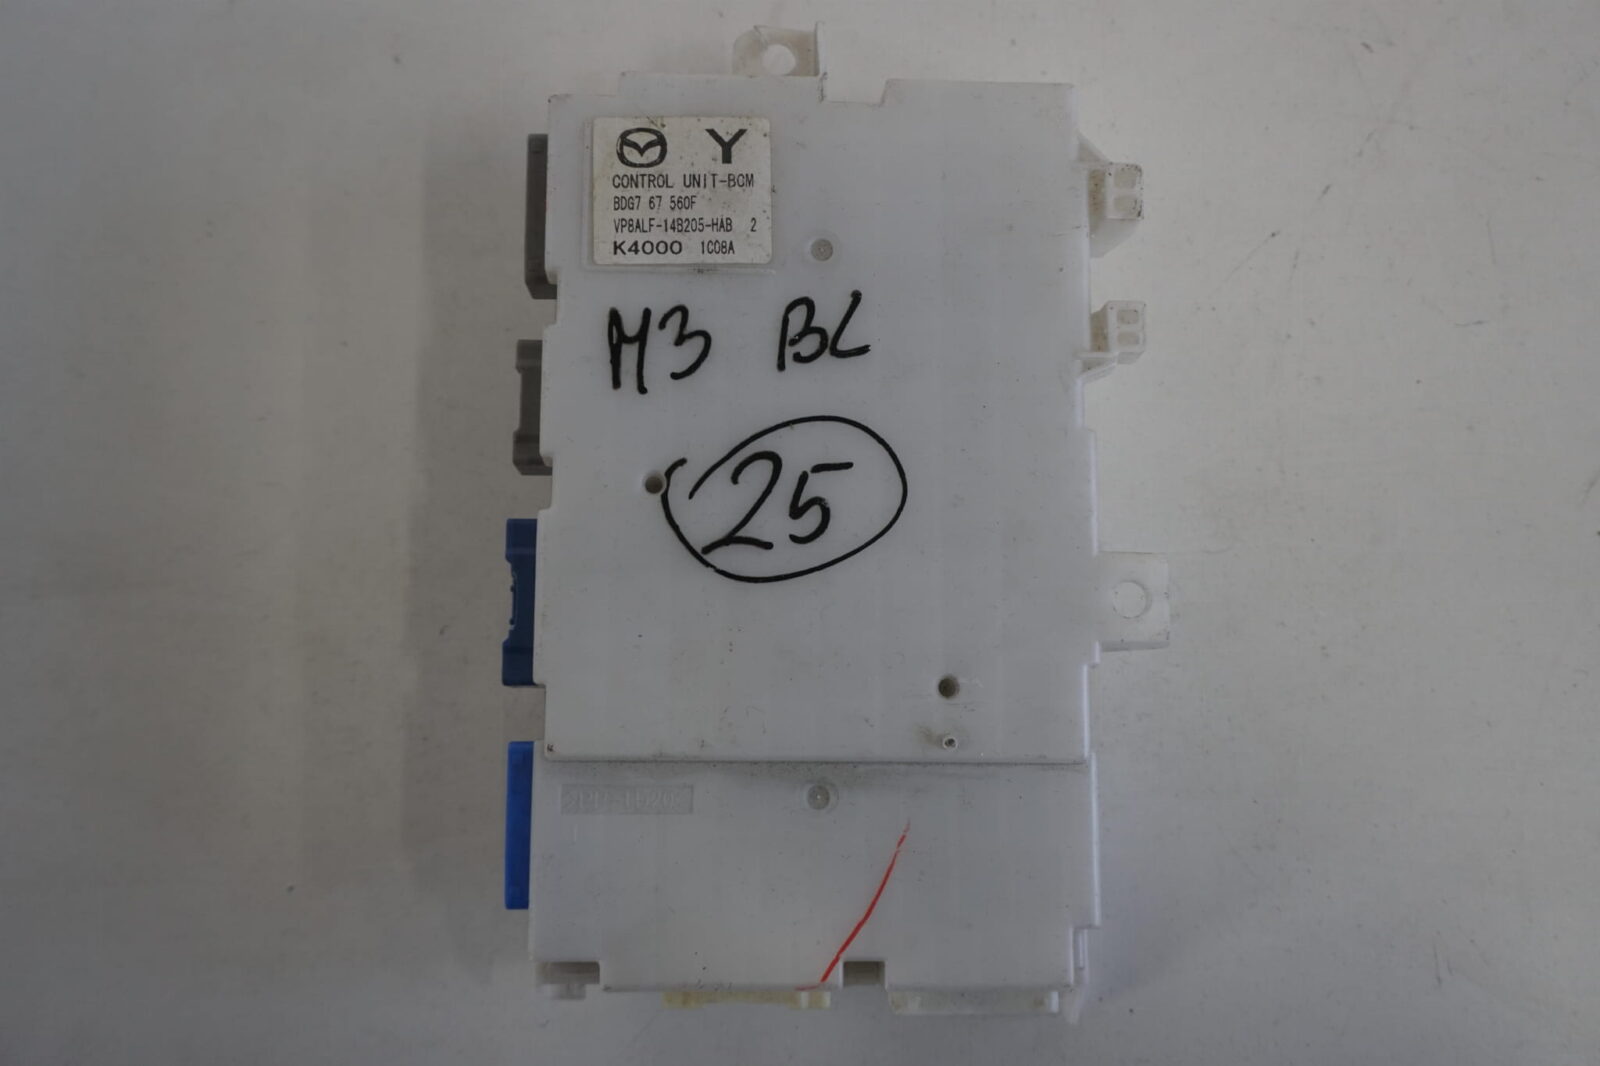 Y
CONTROL UNIT-BCM
BDG7 67 560F
VP8ALF-14B205-HAB 2
K4000 1C08A
M3 BL
25